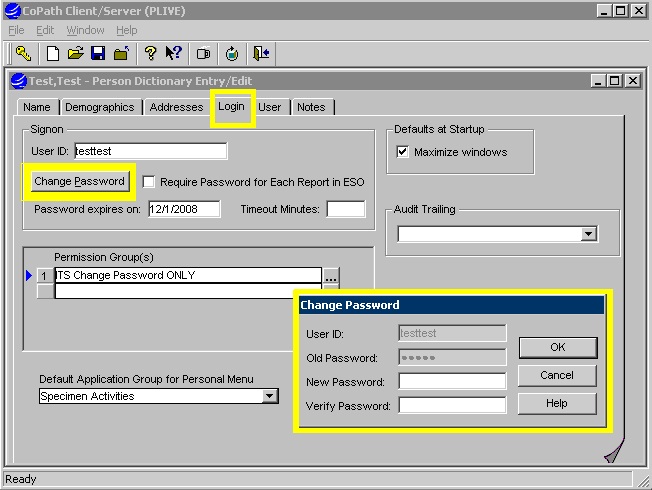 CoPath Client/Server (PLIVE)
File Edit Window Help
Test,Test - Person Dictionary Entry/Edit
Name Demographics Addresses Login User Notes
Signon
User ID: testtest
Change Password Require Password for Each Report in ESO
Password expires on: 12/1/2008 Timeout Minutes:
Defaults at Startup
Maximize windows
Audit Trailing
Permission Group(s)
1 ITS Change Password ONLY ...
Default Application Group for Personal Menu
Specimen Activities
Change Password
User ID: testtest
Old Password: •••••
New Password:
Verify Password:
OK
Cancel
Help
Ready